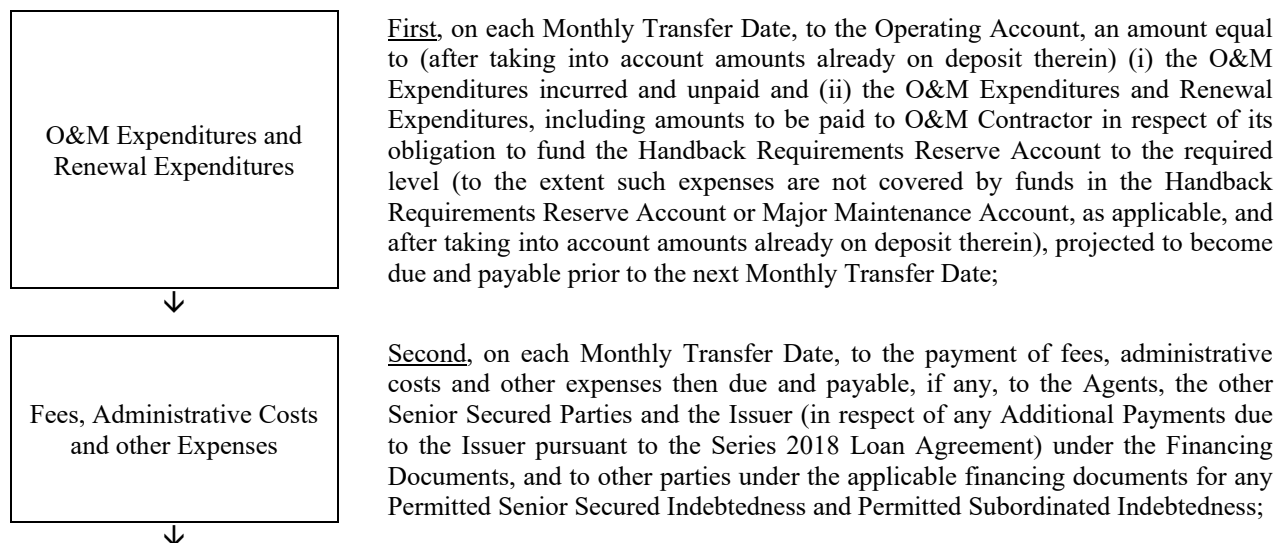 O&M Expenditures and
Renewal Expenditures
First, on each Monthly Transfer Date, to the Operating Account, an amount equal
to (after taking into account amounts already on deposit therein) (i) the O&M
Expenditures incurred and unpaid and (ii) the O&M Expenditures and Renewal
Expenditures, including amounts to be paid to O&M Contractor in respect of its
obligation to fund the Handback Requirements Reserve Account to the required
level (to the extent such expenses are not covered by funds in the Handback
Requirements Reserve Account or Major Maintenance Account, as applicable, and
after taking into account amounts already on deposit therein), projected to become
due and payable prior to the next Monthly Transfer Date;
Fees, Administrative Costs
and other Expenses
Second, on each Monthly Transfer Date, to the payment of fees, administrative
costs and other expenses then due and payable, if any, to the Agents, the other
Senior Secured Parties and the Issuer (in respect of any Additional Payments due
to the Issuer pursuant to the Series 2018 Loan Agreement) under the Financing
Documents, and to other parties under the applicable financing documents for any
Permitted Senior Secured Indebtedness and Permitted Subordinated Indebtedness;